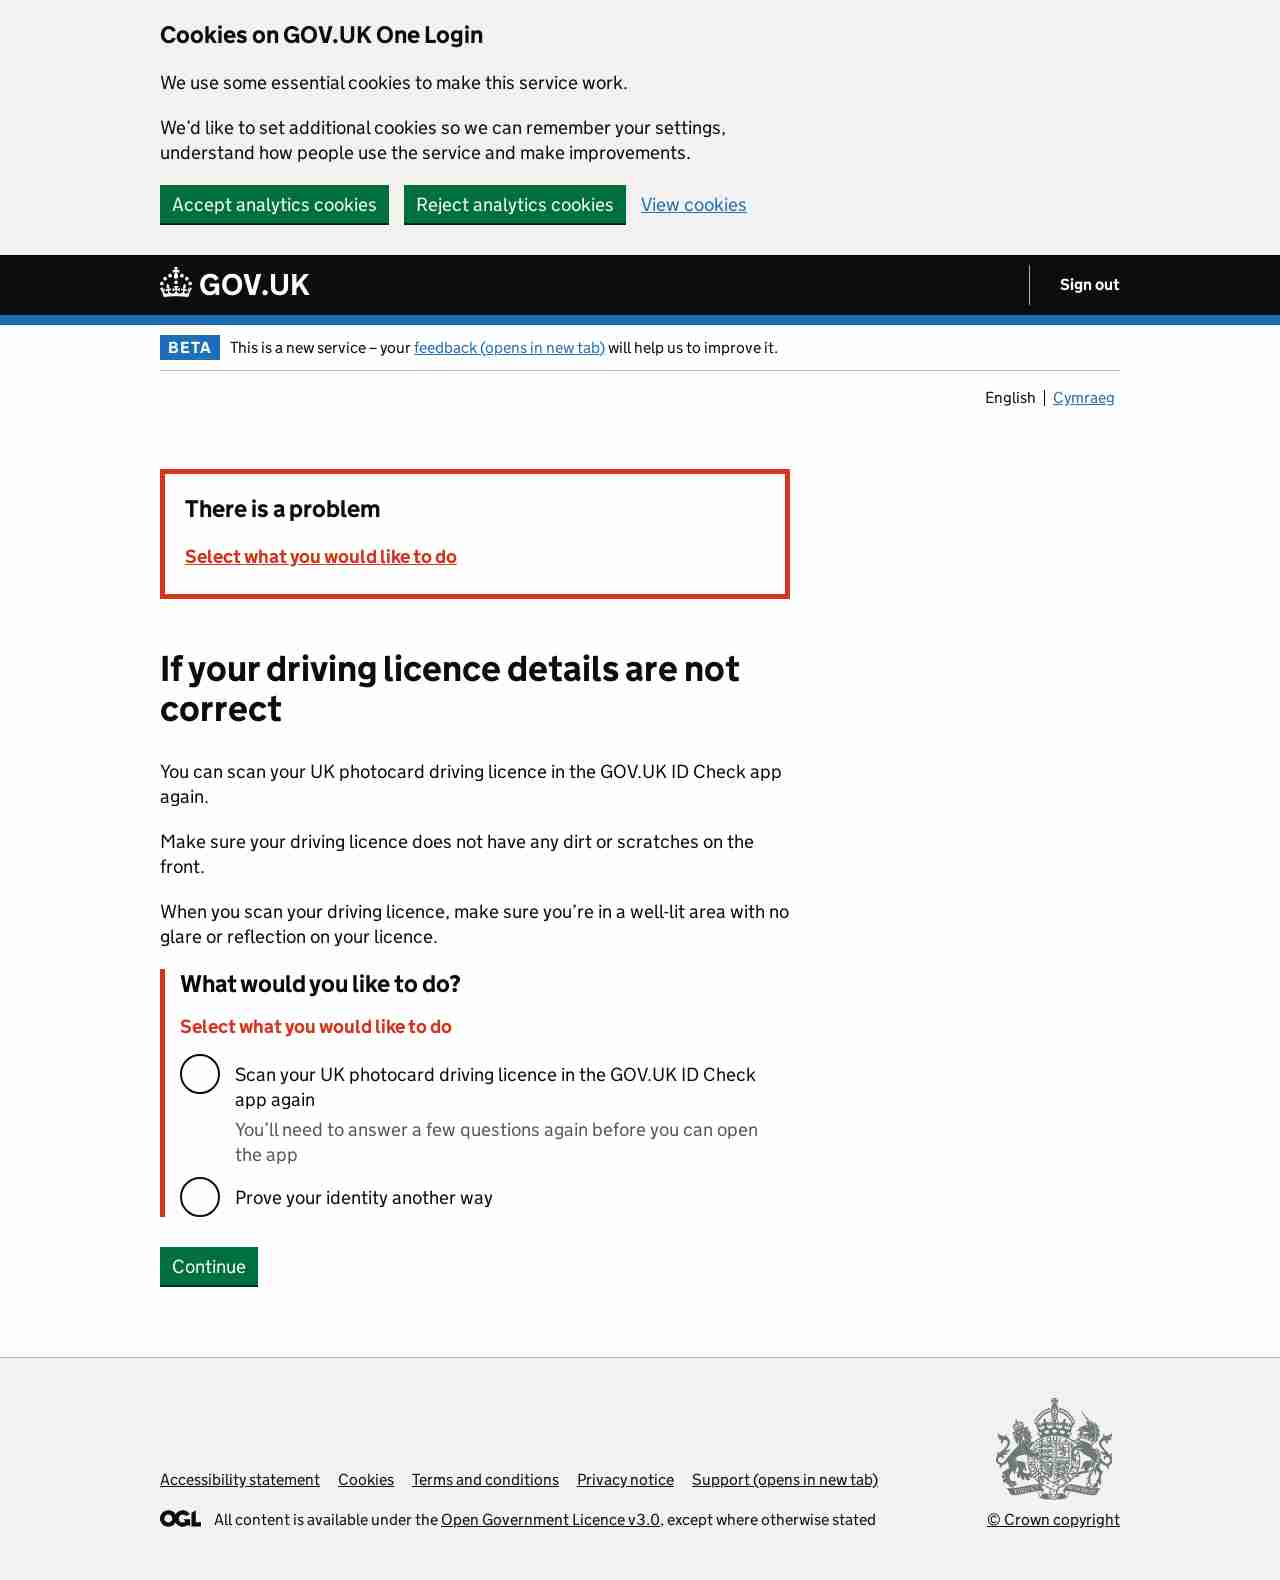 Cookies on GOV.UK One Login
We use some essential cookies to make this service work.
We’d like to set additional cookies so we can remember your settings,
understand how people use the service and make improvements.
Accept analytics cookies Reject analytics cookies View cookies
GOV.UK Sign out
BETA This is a new service – your feedback (opens in new tab) will help us to improve it.
English Cymraeg
There is a problem
Select what you would like to do
If your driving licence details are not
correct
You can scan your UK photocard driving licence in the GOV.UK ID Check app
again.
Make sure your driving licence does not have any dirt or scratches on the
front.
When you scan your driving licence, make sure you’re in a well-lit area with no
glare or reflection on your licence.
What would you like to do?
Select what you would like to do
Scan your UK photocard driving licence in the GOV.UK ID Check
app again
You’ll need to answer a few questions again before you can open
the app
Prove your identity another way
Continue
Accessibility statement Cookies Terms and conditions Privacy notice Support (opens in new tab)
OGL All content is available under the Open Government Licence v3.0, except where otherwise stated
© Crown copyright